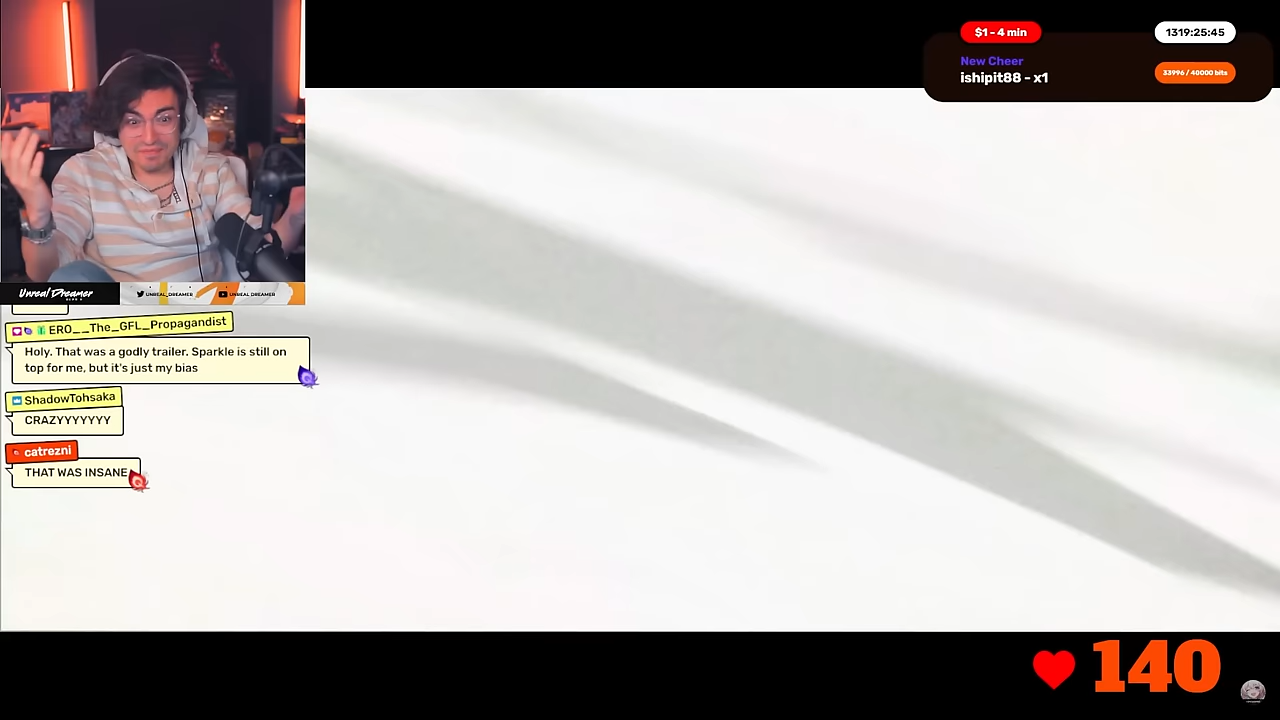 $1 - 4 min
1319:25:45
New Cheer
ishipit88 - x1
33996 / 40000 bits
Unreal Dreamer
UNREAL_DREAMER
UNREAL DREAMER
ERO__The_GFL_Propagandist
Holy. That was a godly trailer. Sparkle is still on
top for me, but it's just my bias
ShadowTohsaka
CRAZYYYYYYY
catrezni
THAT WAS INSANE
140